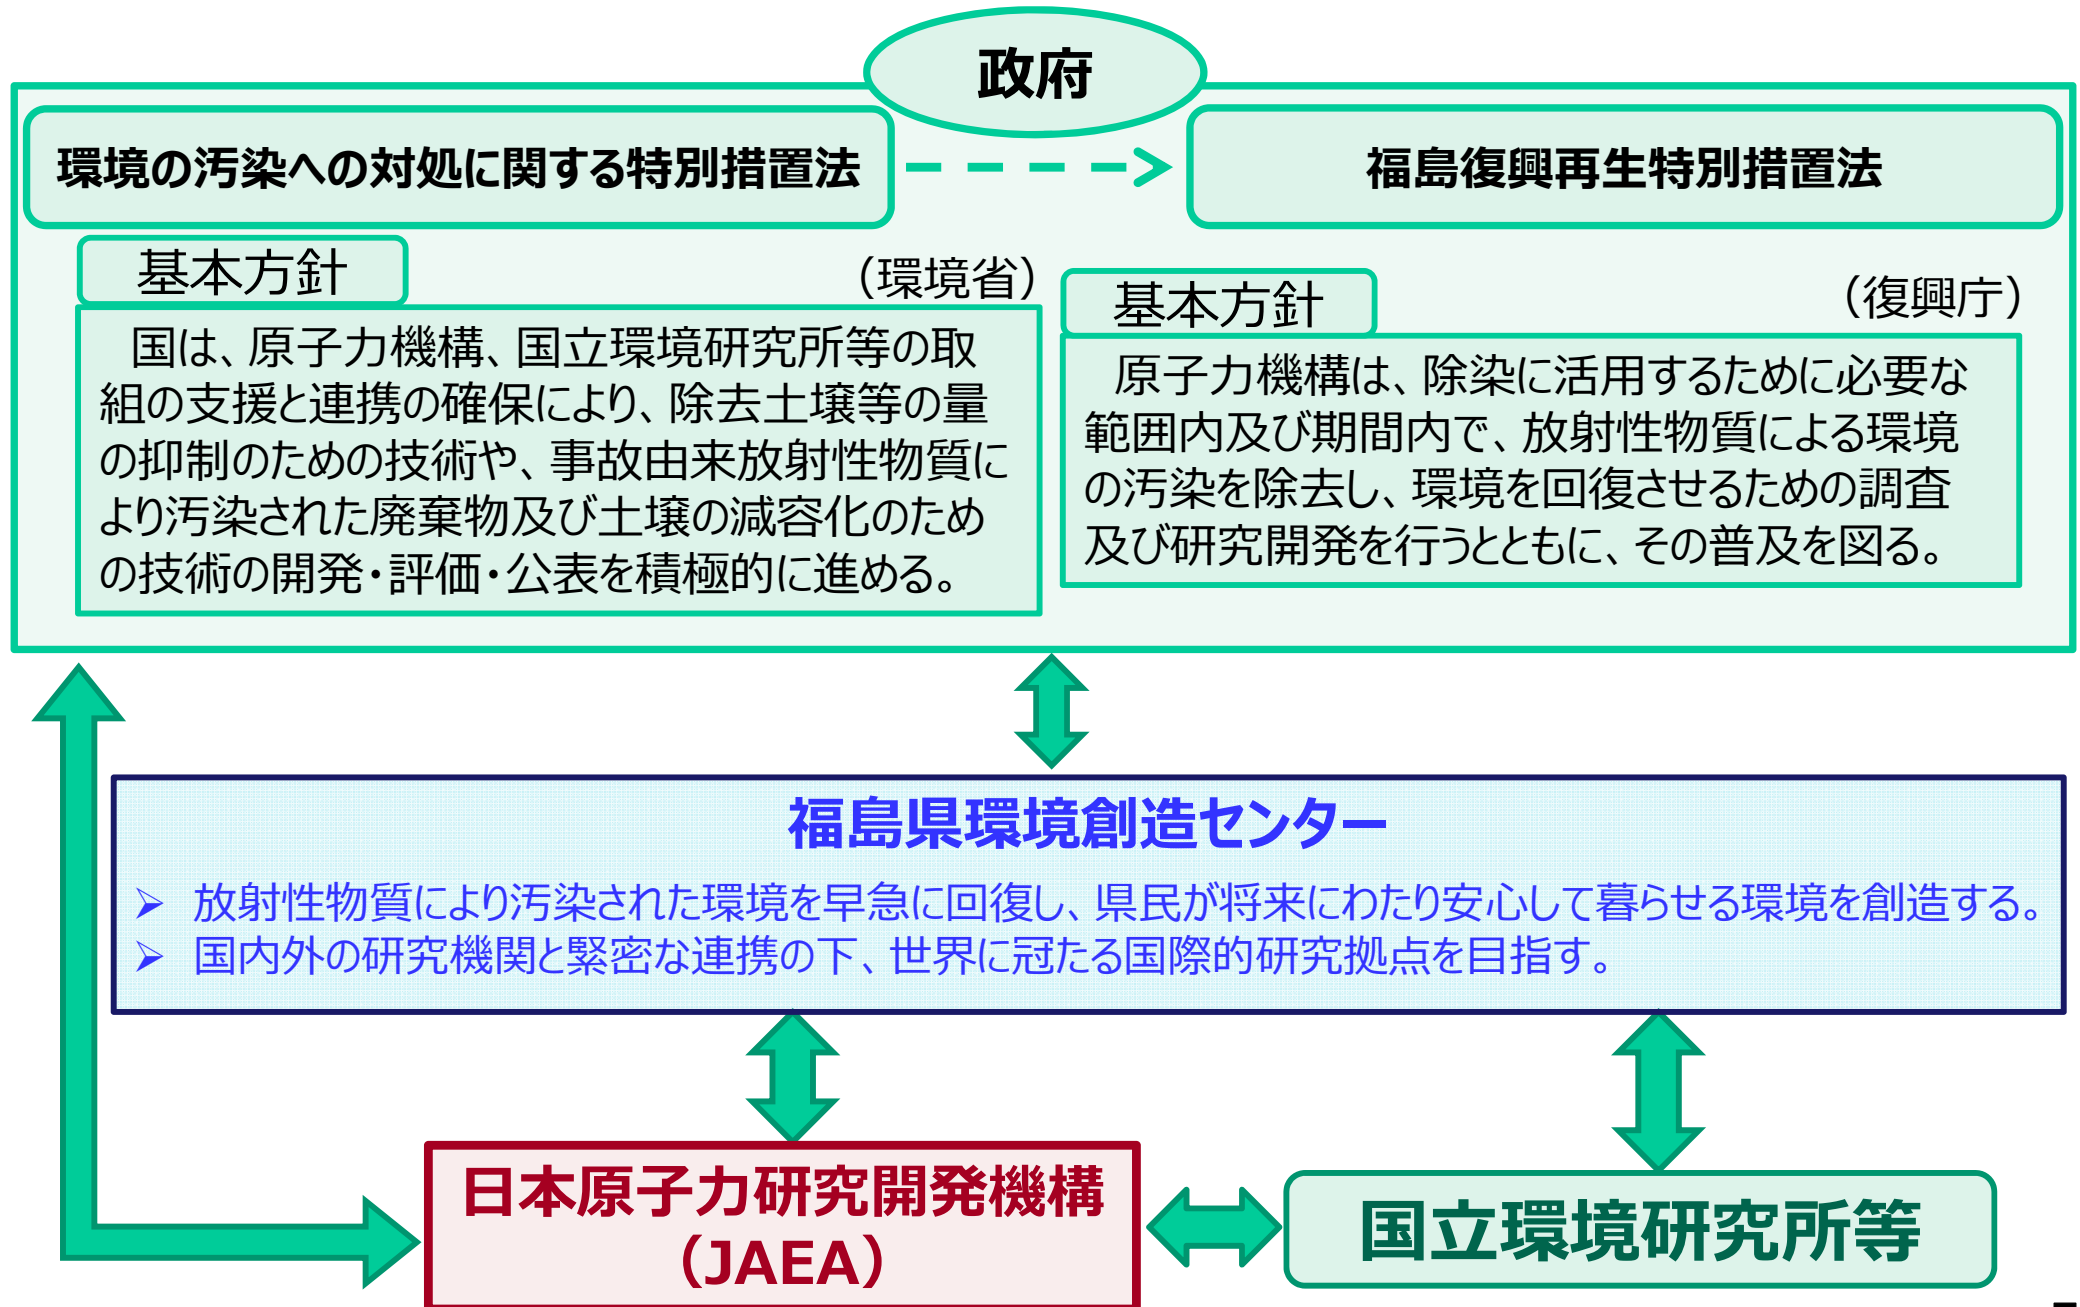 政府
環境の汚染への対処に関する特別措置法
福島復興再生特別措置法
基本方針
（環境省）
国は、原子力機構、国立環境研究所等の取
組の支援と連携の確保により、除去土壌等の量
の抑制のための技術や、事故由来放射性物質に
より汚染された廃棄物及び土壌の減容化のため
の技術の開発・評価・公表を積極的に進める。
基本方針
（復興庁）
原子力機構は、除染に活用するために必要な
範囲内及び期間内で、放射性物質による環境
の汚染を除去し、環境を回復させるための調査
及び研究開発を行うとともに、その普及を図る。
福島県環境創造センター
➢ 放射性物質により汚染された環境を早急に回復し、県民が将来にわたり安心して暮らせる環境を創造する。
➢ 国内外の研究機関と緊密な連携の下、世界に冠たる国際的研究拠点を目指す。
日本原子力研究開発機構
（JAEA）
国立環境研究所等